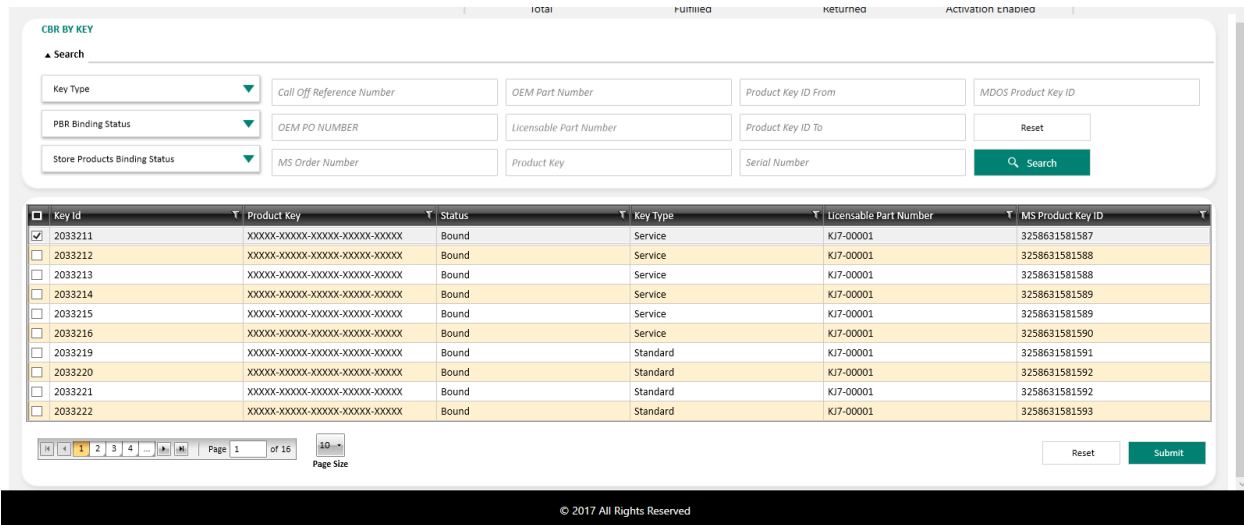 Total Fulfilled Returned Activation Enabled
CBR BY KEY
Search
Key Type Call Off Reference Number OEM Part Number Product Key ID From MDOS Product Key ID
PBR Binding Status OEM PO NUMBER Licensable Part Number Product Key ID To Reset
Store Products Binding Status MS Order Number Product Key Serial Number Search
Key Id Product Key Status Key Type Licensable Part Number MS Product Key ID
2033211 XXXXX-XXXXX-XXXXX-XXXXX-XXXXX Bound Service KJ7-00001 3258631581587
2033212 XXXXX-XXXXX-XXXXX-XXXXX-XXXXX Bound Service KJ7-00001 3258631581588
2033213 XXXXX-XXXXX-XXXXX-XXXXX-XXXXX Bound Service KJ7-00001 3258631581588
2033214 XXXXX-XXXXX-XXXXX-XXXXX-XXXXX Bound Service KJ7-00001 3258631581589
2033215 XXXXX-XXXXX-XXXXX-XXXXX-XXXXX Bound Service KJ7-00001 3258631581589
2033216 XXXXX-XXXXX-XXXXX-XXXXX-XXXXX Bound Service KJ7-00001 3258631581590
2033219 XXXXX-XXXXX-XXXXX-XXXXX-XXXXX Bound Standard KJ7-00001 3258631581591
2033220 XXXXX-XXXXX-XXXXX-XXXXX-XXXXX Bound Standard KJ7-00001 3258631581592
2033221 XXXXX-XXXXX-XXXXX-XXXXX-XXXXX Bound Standard KJ7-00001 3258631581592
2033222 XXXXX-XXXXX-XXXXX-XXXXX-XXXXX Bound Standard KJ7-00001 3258631581593
1 2 3 4 ... Page 1 of 16 10 Reset Submit
Page Size
© 2017 All Rights Reserved